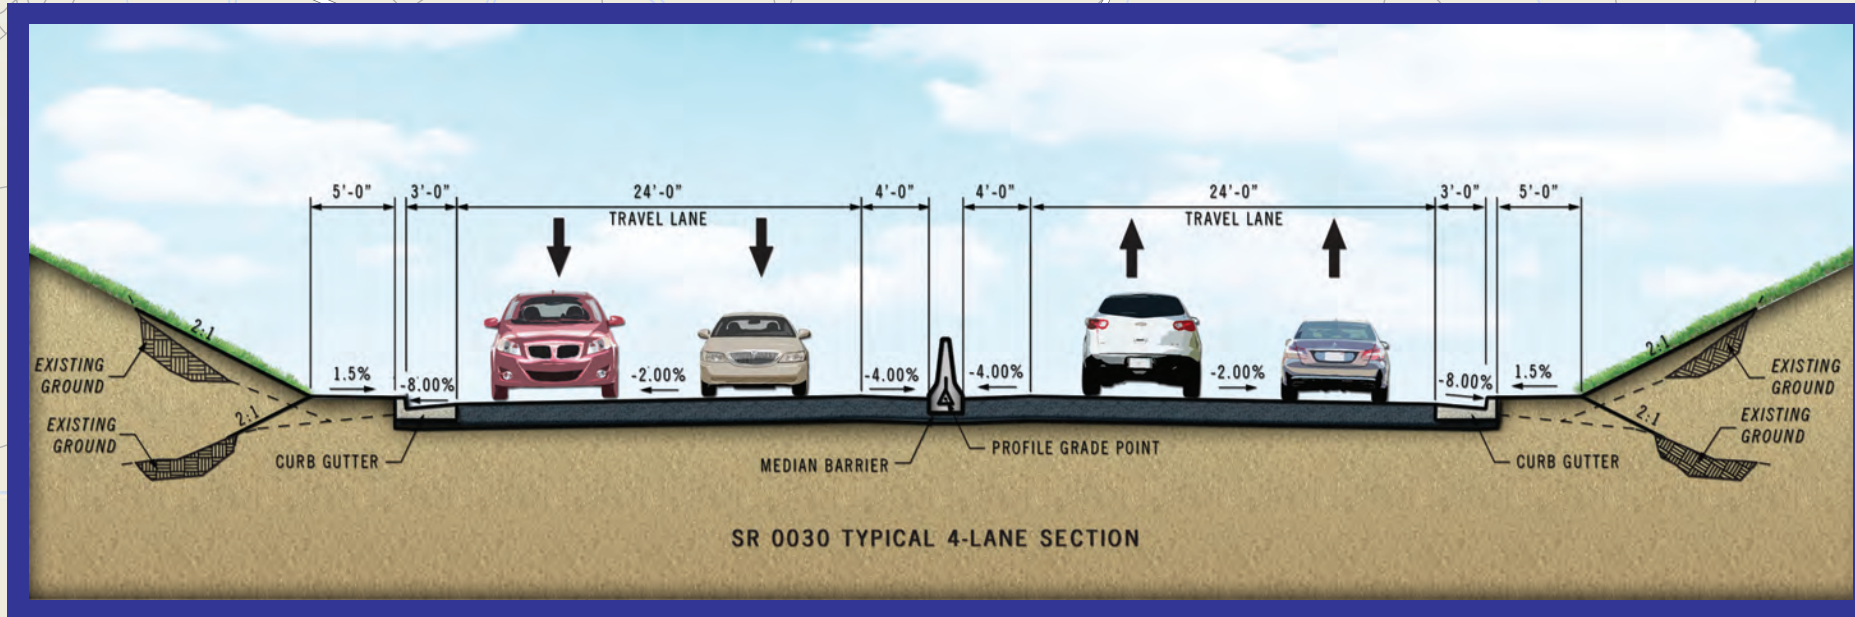 5'-0" 3'-0" 24'-0" 4'-0" 4'-0" 24'-0" 3'-0" 5'-0"
TRAVEL LANE TRAVEL LANE
2:1 2:1
EXISTING
GROUND
1.5% -8.00% -2.00% -4.00% -4.00% -2.00% -8.00% 1.5%
EXISTING
GROUND
2:1 2:1
EXISTING
GROUND
EXISTING
GROUND
CURB GUTTER MEDIAN BARRIER PROFILE GRADE POINT CURB GUTTER
SR 0030 TYPICAL 4-LANE SECTION